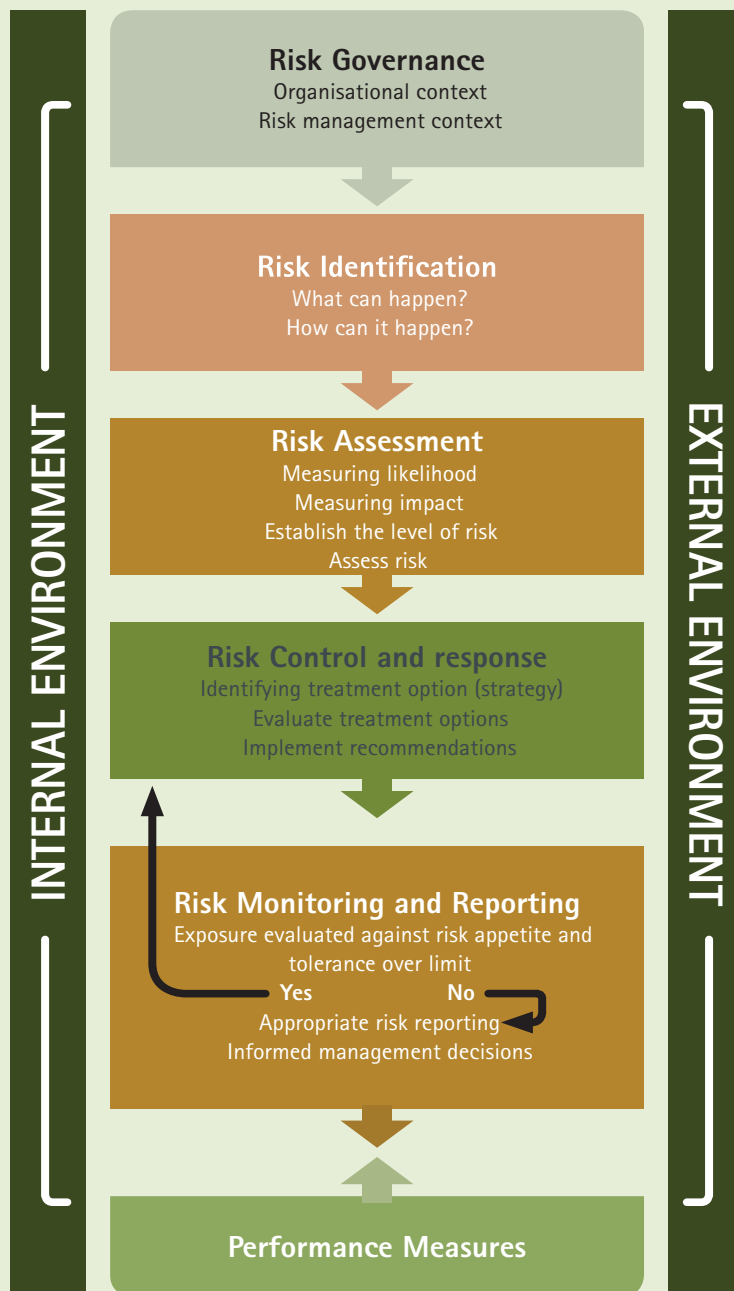 Risk Governance
Organisational context
Risk management context
Risk Identification
What can happen?
How can it happen?
Risk Assessment
Measuring likelihood
Measuring impact
Establish the level of risk
Assess risk
Risk Control and response
Identifying treatment option (strategy)
Evaluate treatment options
Implement recommendations
Risk Monitoring and Reporting
Exposure evaluated against risk appetite and
tolerance over limit
Yes No
Appropriate risk reporting
Informed management decisions
Performance Measures
INTERNAL ENVIRONMENT
EXTERNAL ENVIRONMENT